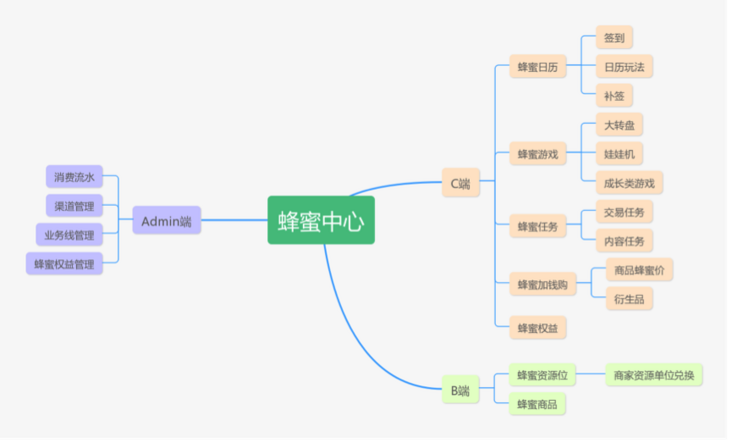 蜂蜜中心
Admin端
消费流水
渠道管理
业务线管理
蜂蜜权益管理
C端
蜂蜜日历
签到
日历玩法
补签
蜂蜜游戏
大转盘
娃娃机
成长类游戏
蜂蜜任务
交易任务
内容任务
蜂蜜加钱购
商品蜂蜜价
衍生品
蜂蜜权益
B端
蜂蜜资源位
商家资源单位兑换
蜂蜜商品